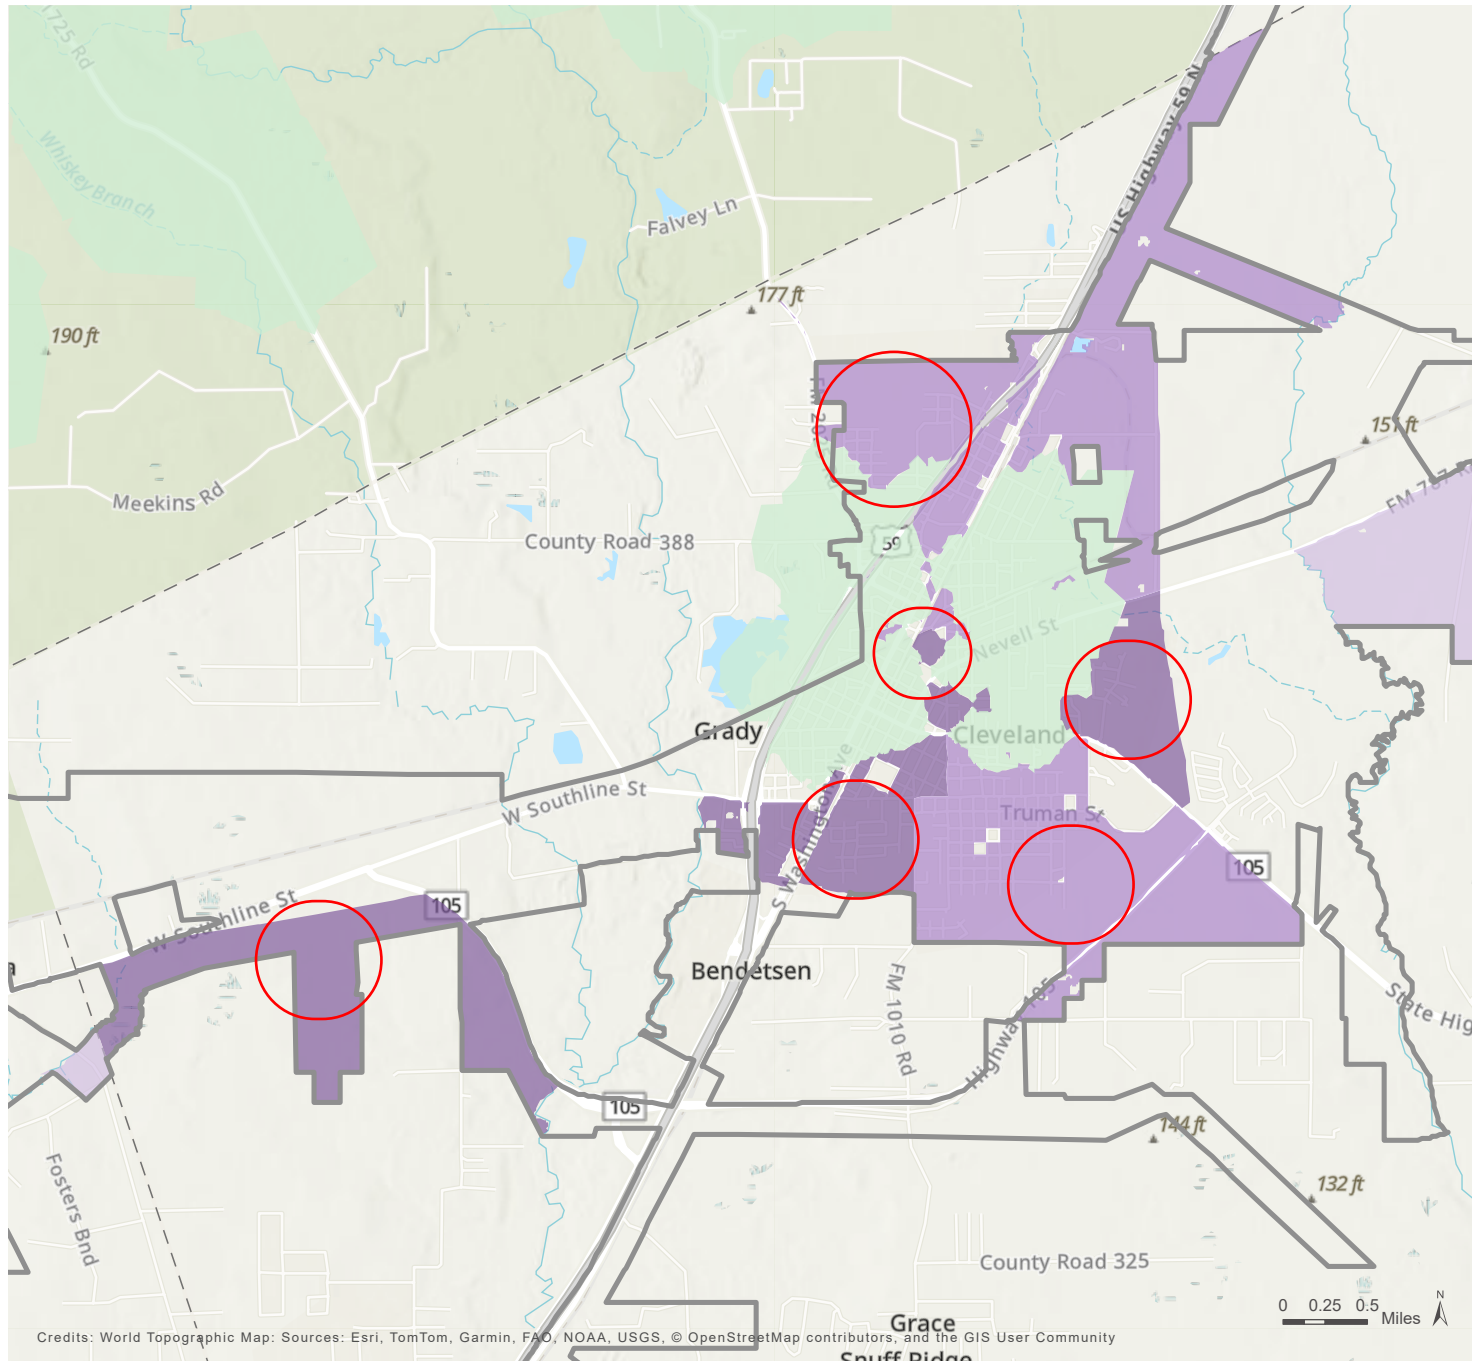 1725 Rd
Whiskey Branch
US Highway 59 N
Falvey Ln
177 ft
190 ft
151 ft
Meekins Rd
FM 787 R
County Road 388
59
Nevell St
Grady
Cleveland
W Southline St
Truman St
S Washington Ave
105
105
W Southline St
a
Bendetsen
FM 1010 Rd
Highway 105
State Hig
105
144 ft
132 ft
Fosters Bnd
County Road 325
0 0.25 0.5
Miles
N
Grace
Snuff Ridge
Credits: World Topographic Map: Sources: Esri, TomTom, Garmin, FAO, NOAA, USGS, © OpenStreetMap contributors, and the GIS User Community